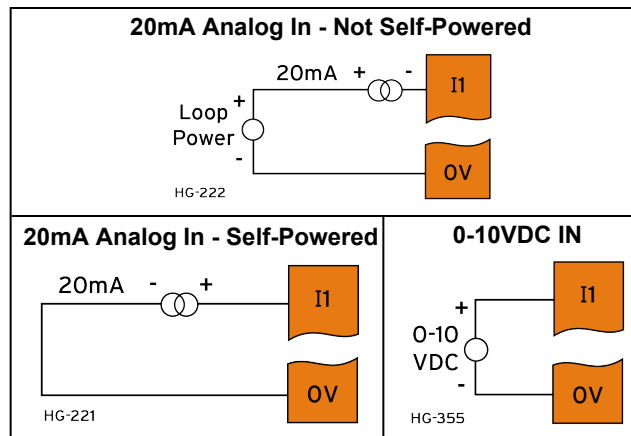 20mA Analog In - Not Self-Powered
20mA + -
I1
+
Loop
Power
-
0V
HG-222
20mA Analog In - Self-Powered
20mA - +
I1
0V
HG-221
0-10VDC IN
+
I1
0-10
VDC
-
0V
HG-355